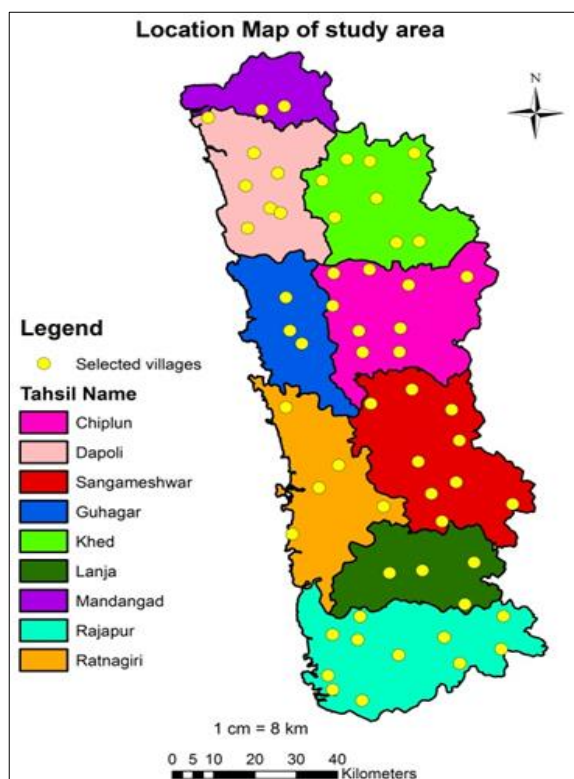 Location Map of study area
N
Legend
Selected villages
Tahsil Name
Chiplun
Dapoli
Sangameshwar
Guhagar
Khed
Lanja
Mandangad
Rajapur
Ratnagiri
1 cm = 8 km
0 5 10 20 30 40
Kilometers